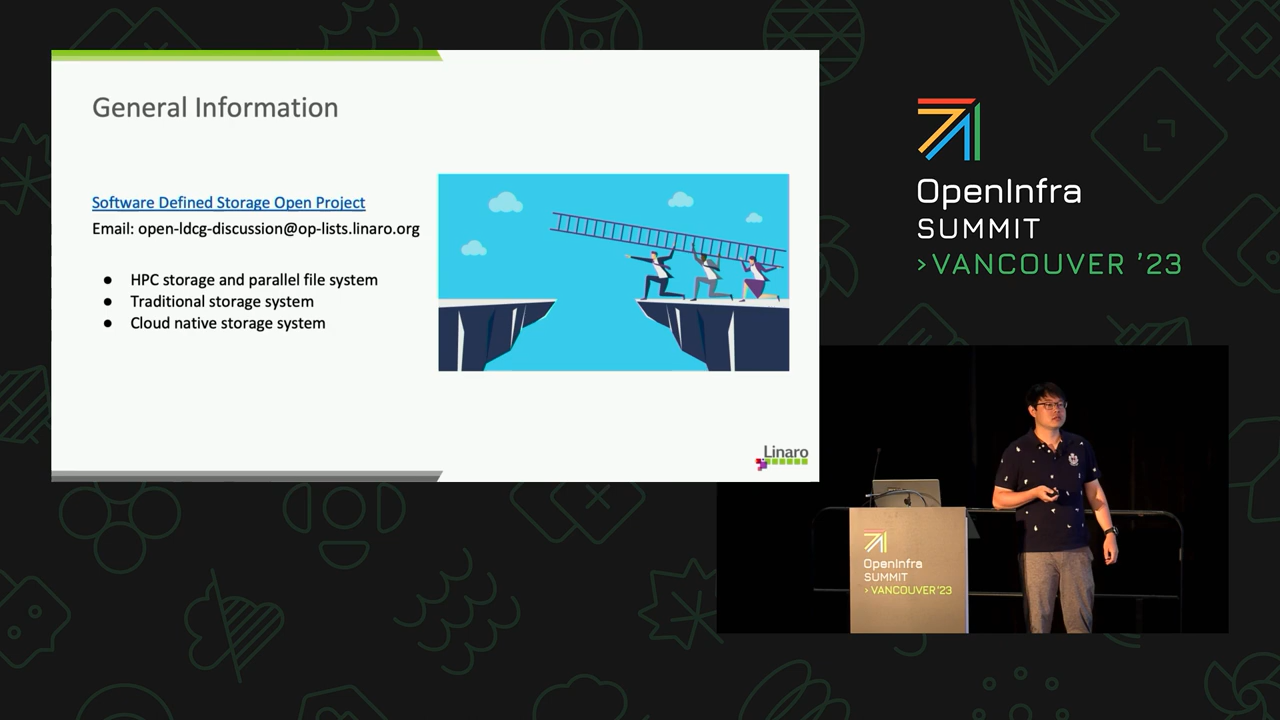 General Information
Software Defined Storage Open Project
Email: open-ldcg-discussion@op-lists.linaro.org
● HPC storage and parallel file system
● Traditional storage system
● Cloud native storage system
Linaro
OpenInfra
SUMMIT
>VANCOUVER '23
OpenInfra
SUMMIT
>VANCOUVER '23